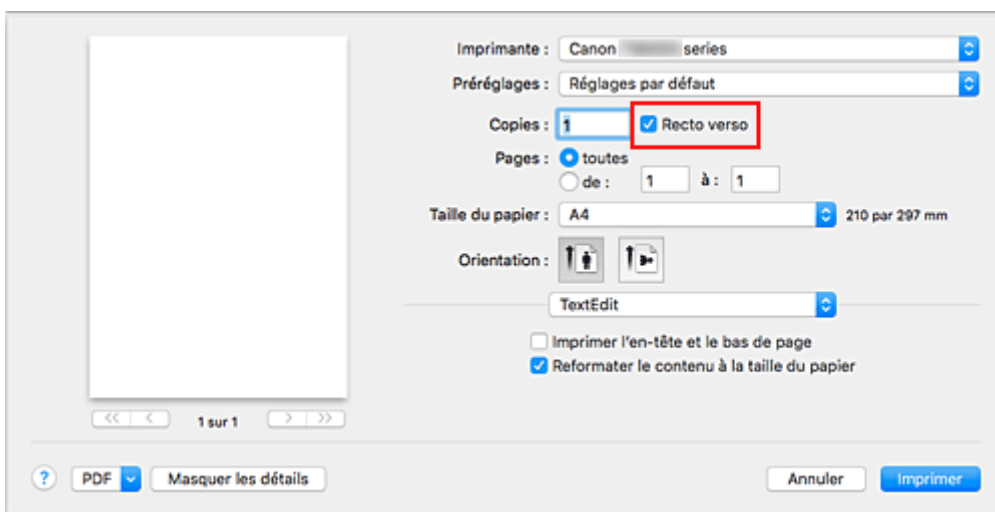 Imprimante : Canon series
Préréglages : Réglages par défaut
Copies : 1 Recto verso
Pages : toutes
de : 1 à : 1
Taille du papier : A4 210 par 297 mm
Orientation :
TextEdit
Imprimer l'en-tête et le bas de page
Reformater le contenu à la taille du papier
<< < 1 sur 1 > >>
? PDF Masquer les détails Annuler Imprimer